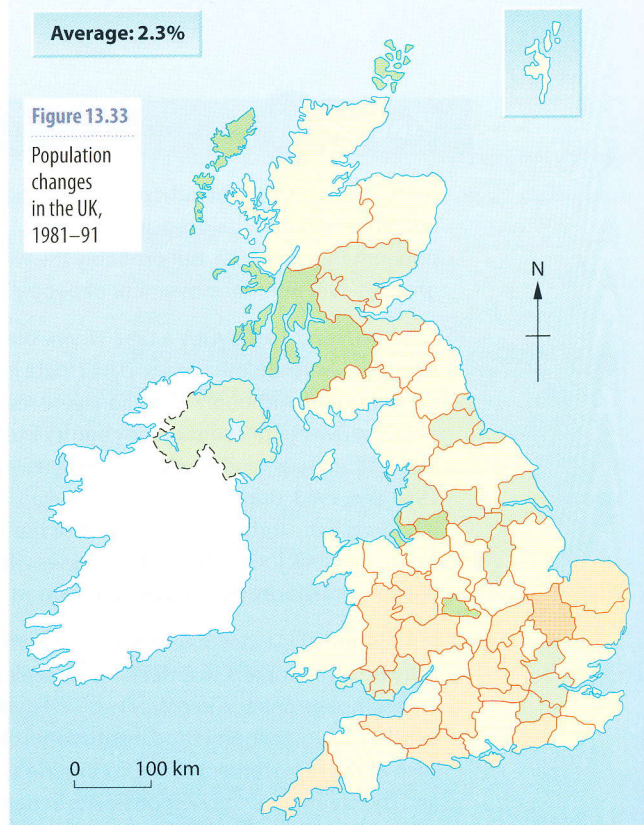 Average: 2.3%
Figure 13.33
Population
changes
in the UK,
1981–91
N
0 100 km